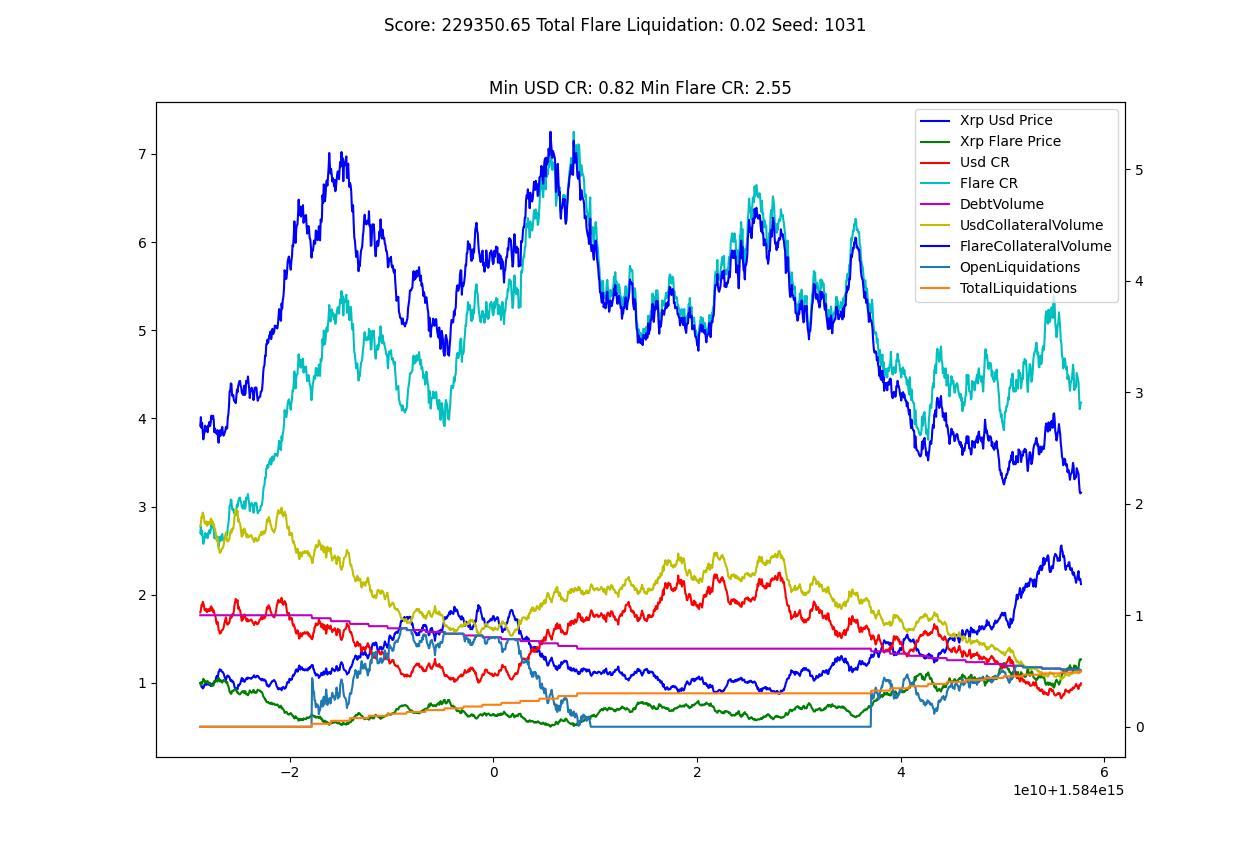 Score: 229350.65 Total Flare Liquidation: 0.02 Seed: 1031
Min USD CR: 0.82 Min Flare CR: 2.55
Xrp Usd Price
Xrp Flare Price
Usd CR
Flare CR
DebtVolume
UsdCollateralVolume
FlareCollateralVolume
OpenLiquidations
TotalLiquidations
7
6
5
4
3
2
1
5
4
3
2
1
0
−2
0
2
4
6
1e10+1.584e15